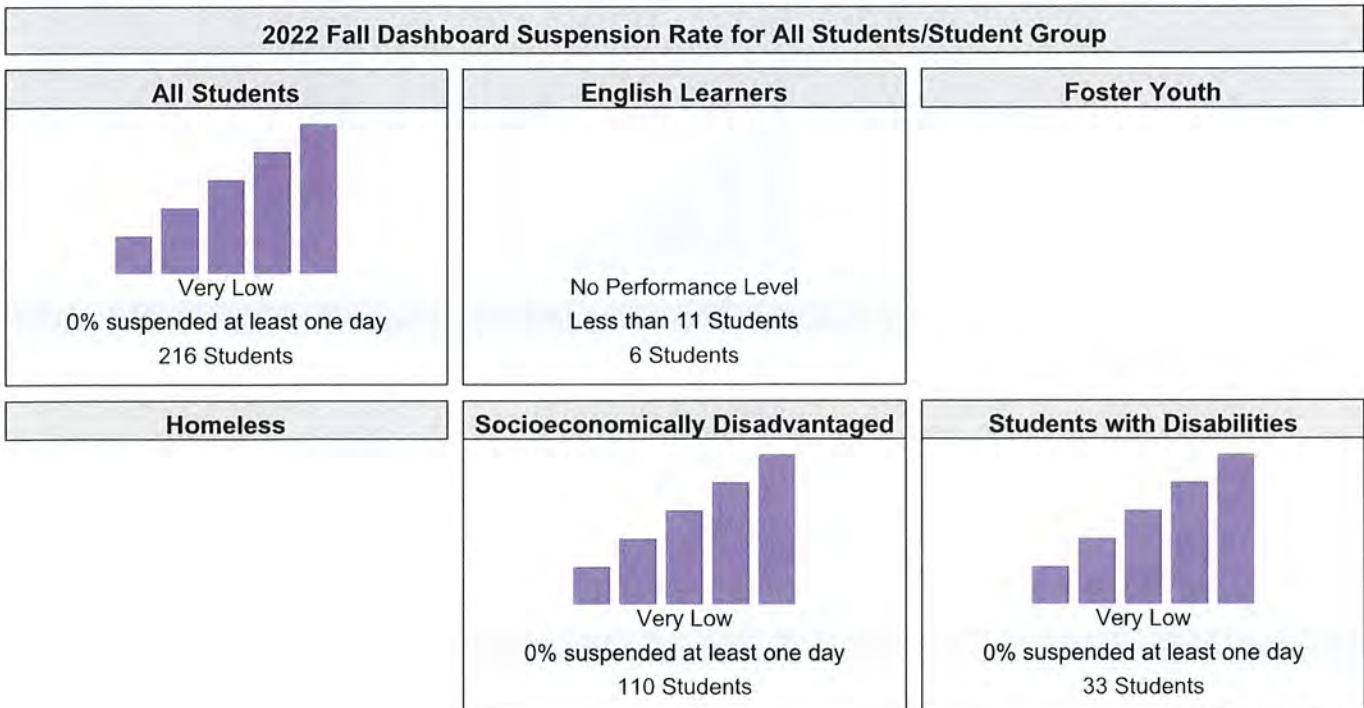 2022 Fall Dashboard Suspension Rate for All Students/Student Group
All Students
Very Low
0% suspended at least one day
216 Students
English Learners
No Performance Level
Less than 11 Students
6 Students
Foster Youth
Homeless
Socioeconomically Disadvantaged
Very Low
0% suspended at least one day
110 Students
Students with Disabilities
Very Low
0% suspended at least one day
33 Students